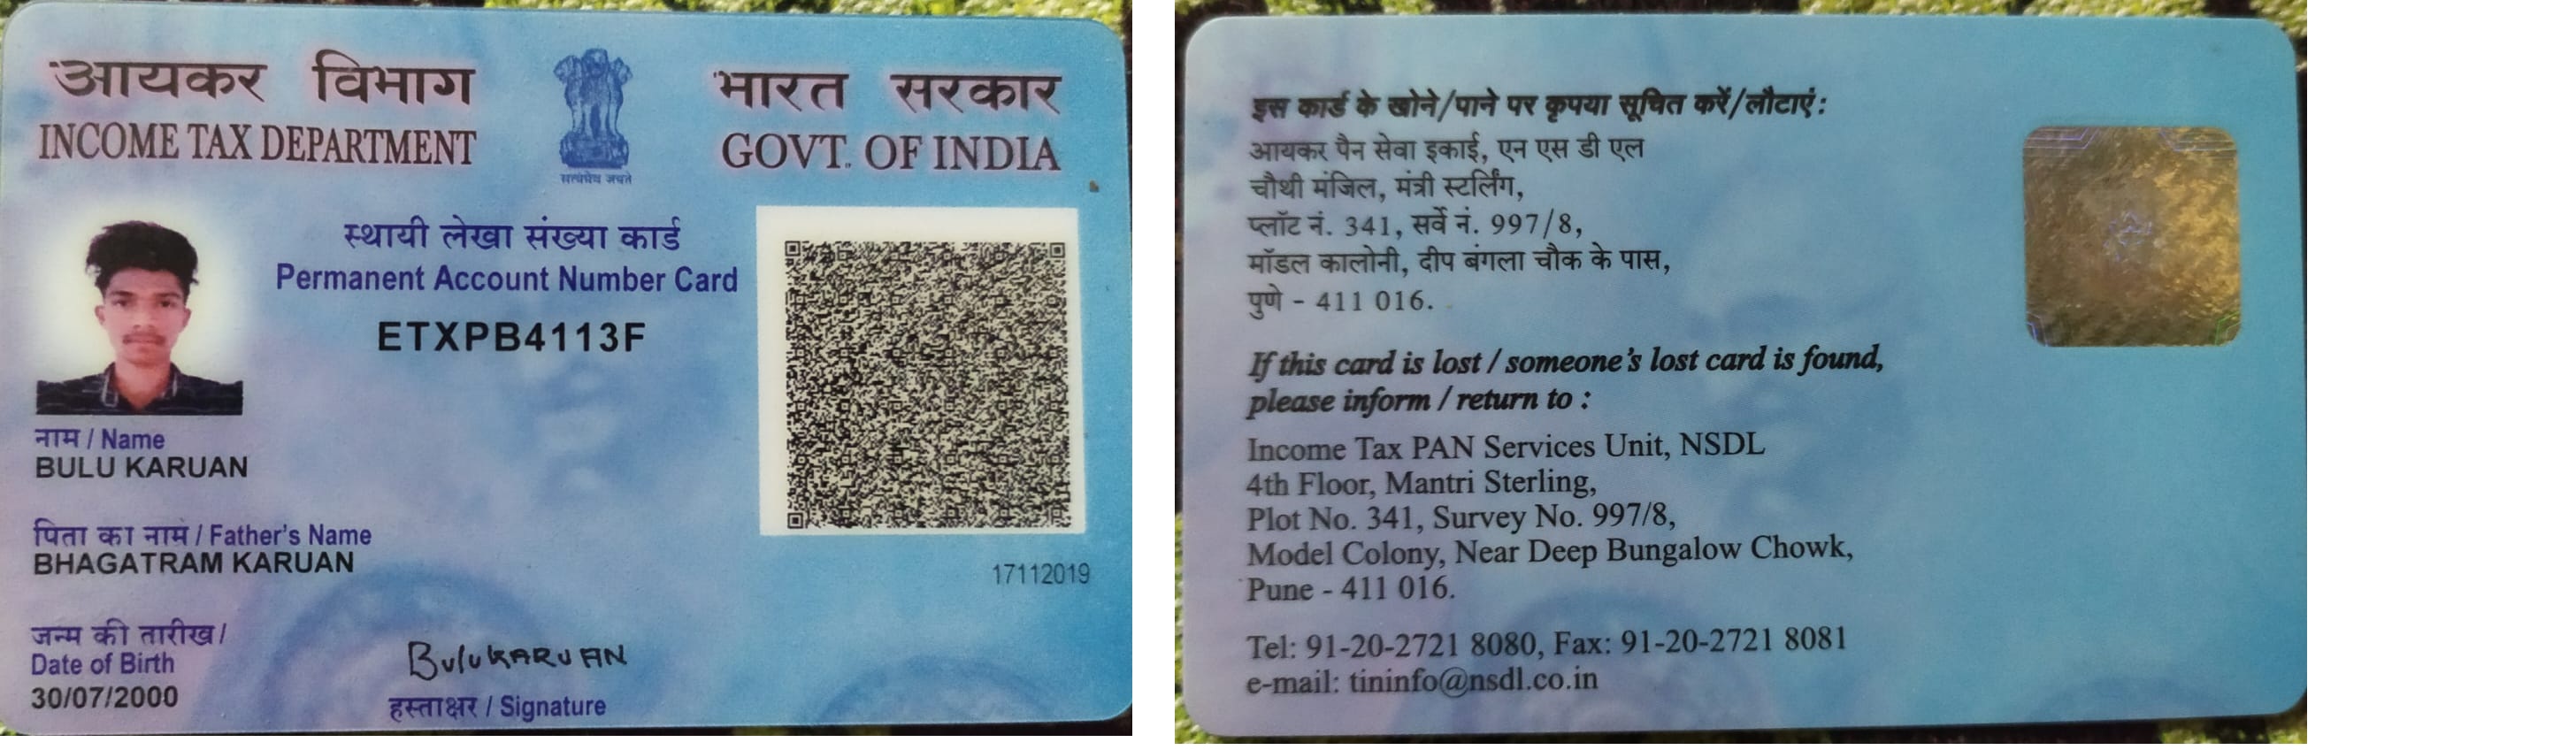 आयकर विभाग
INCOME TAX DEPARTMENT
सत्यमेव जयते
भारत सरकार
GOVT. OF INDIA
स्थायी लेखा संख्या कार्ड
Permanent Account Number Card
ETXPB4113F
नाम / Name
BULU KARUAN
पिता का नाम / Father's Name
BHAGATRAM KARUAN
17112019
जन्म की तारीख /
Date of Birth
30/07/2000
Bulu KARUAN
हस्ताक्षर / Signature
इस कार्ड के खोने/पाने पर कृपया सूचित करें/लौटाएं:
आयकर पैन सेवा इकाई, एन एस डी एल
चौथी मंजिल, मंत्री स्टर्लिंग,
प्लॉट नं. 341, सर्वे नं. 997/8,
मॉडल कालोनी, दीप बंगला चौक के पास,
पुणे - 411 016.
If this card is lost / someone's lost card is found,
please inform / return to :
Income Tax PAN Services Unit, NSDL
4th Floor, Mantri Sterling,
Plot No. 341, Survey No. 997/8,
Model Colony, Near Deep Bungalow Chowk,
Pune - 411 016.
Tel: 91-20-2721 8080, Fax: 91-20-2721 8081
e-mail: tininfo@nsdl.co.in